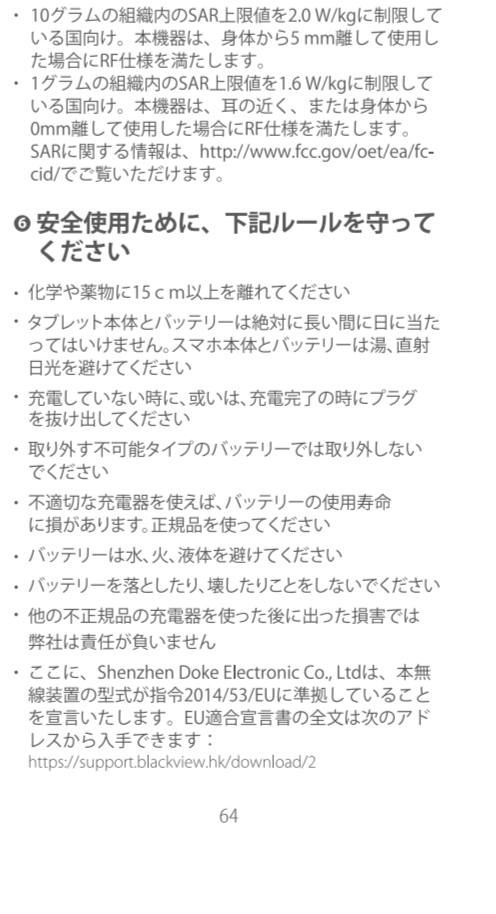 ・ 10グラムの組織内のSAR上限値を2.0 W/kgに制限して
いる国向け。本機器は、身体から5 mm離して使用し
た場合にRF仕様を満たします。
・ 1グラムの組織内のSAR上限値を1.6 W/kgに制限して
いる国向け。本機器は、耳の近く、または身体から
0mm離して使用した場合にRF仕様を満たします。
SARに関する情報は、http://www.fcc.gov/oet/ea/fc-
cid/でご覧いただけます。
❻ 安全使用ために、下記ルールを守って
ください
・ 化学や薬物に15ｃｍ以上を離れてください
・ タブレット本体とバッテリーは絶対に長い間に日に当た
ってはいけません。スマホ本体とバッテリーは湯、直射
日光を避けてください
・ 充電していない時に、或いは、充電完了の時にプラグ
を抜け出してください
・ 取り外す不可能タイプのバッテリーでは取り外しない
でください
・ 不適切な充電器を使えば、バッテリーの使用寿命
に損があります。正規品を使ってください
・ バッテリーは水、火、液体を避けてください
・ バッテリーを落としたり、壊したりことをしないでください
・ 他の不正規品の充電器を使った後に出った損害では
弊社は責任が負いません
・ ここに、Shenzhen Doke Electronic Co., Ltdは、本無
線装置の型式が指令2014/53/EUに準拠していること
を宣言いたします。EU適合宣言書の全文は次のアド
レスから入手できます：
https://support.blackview.hk/download/2
64